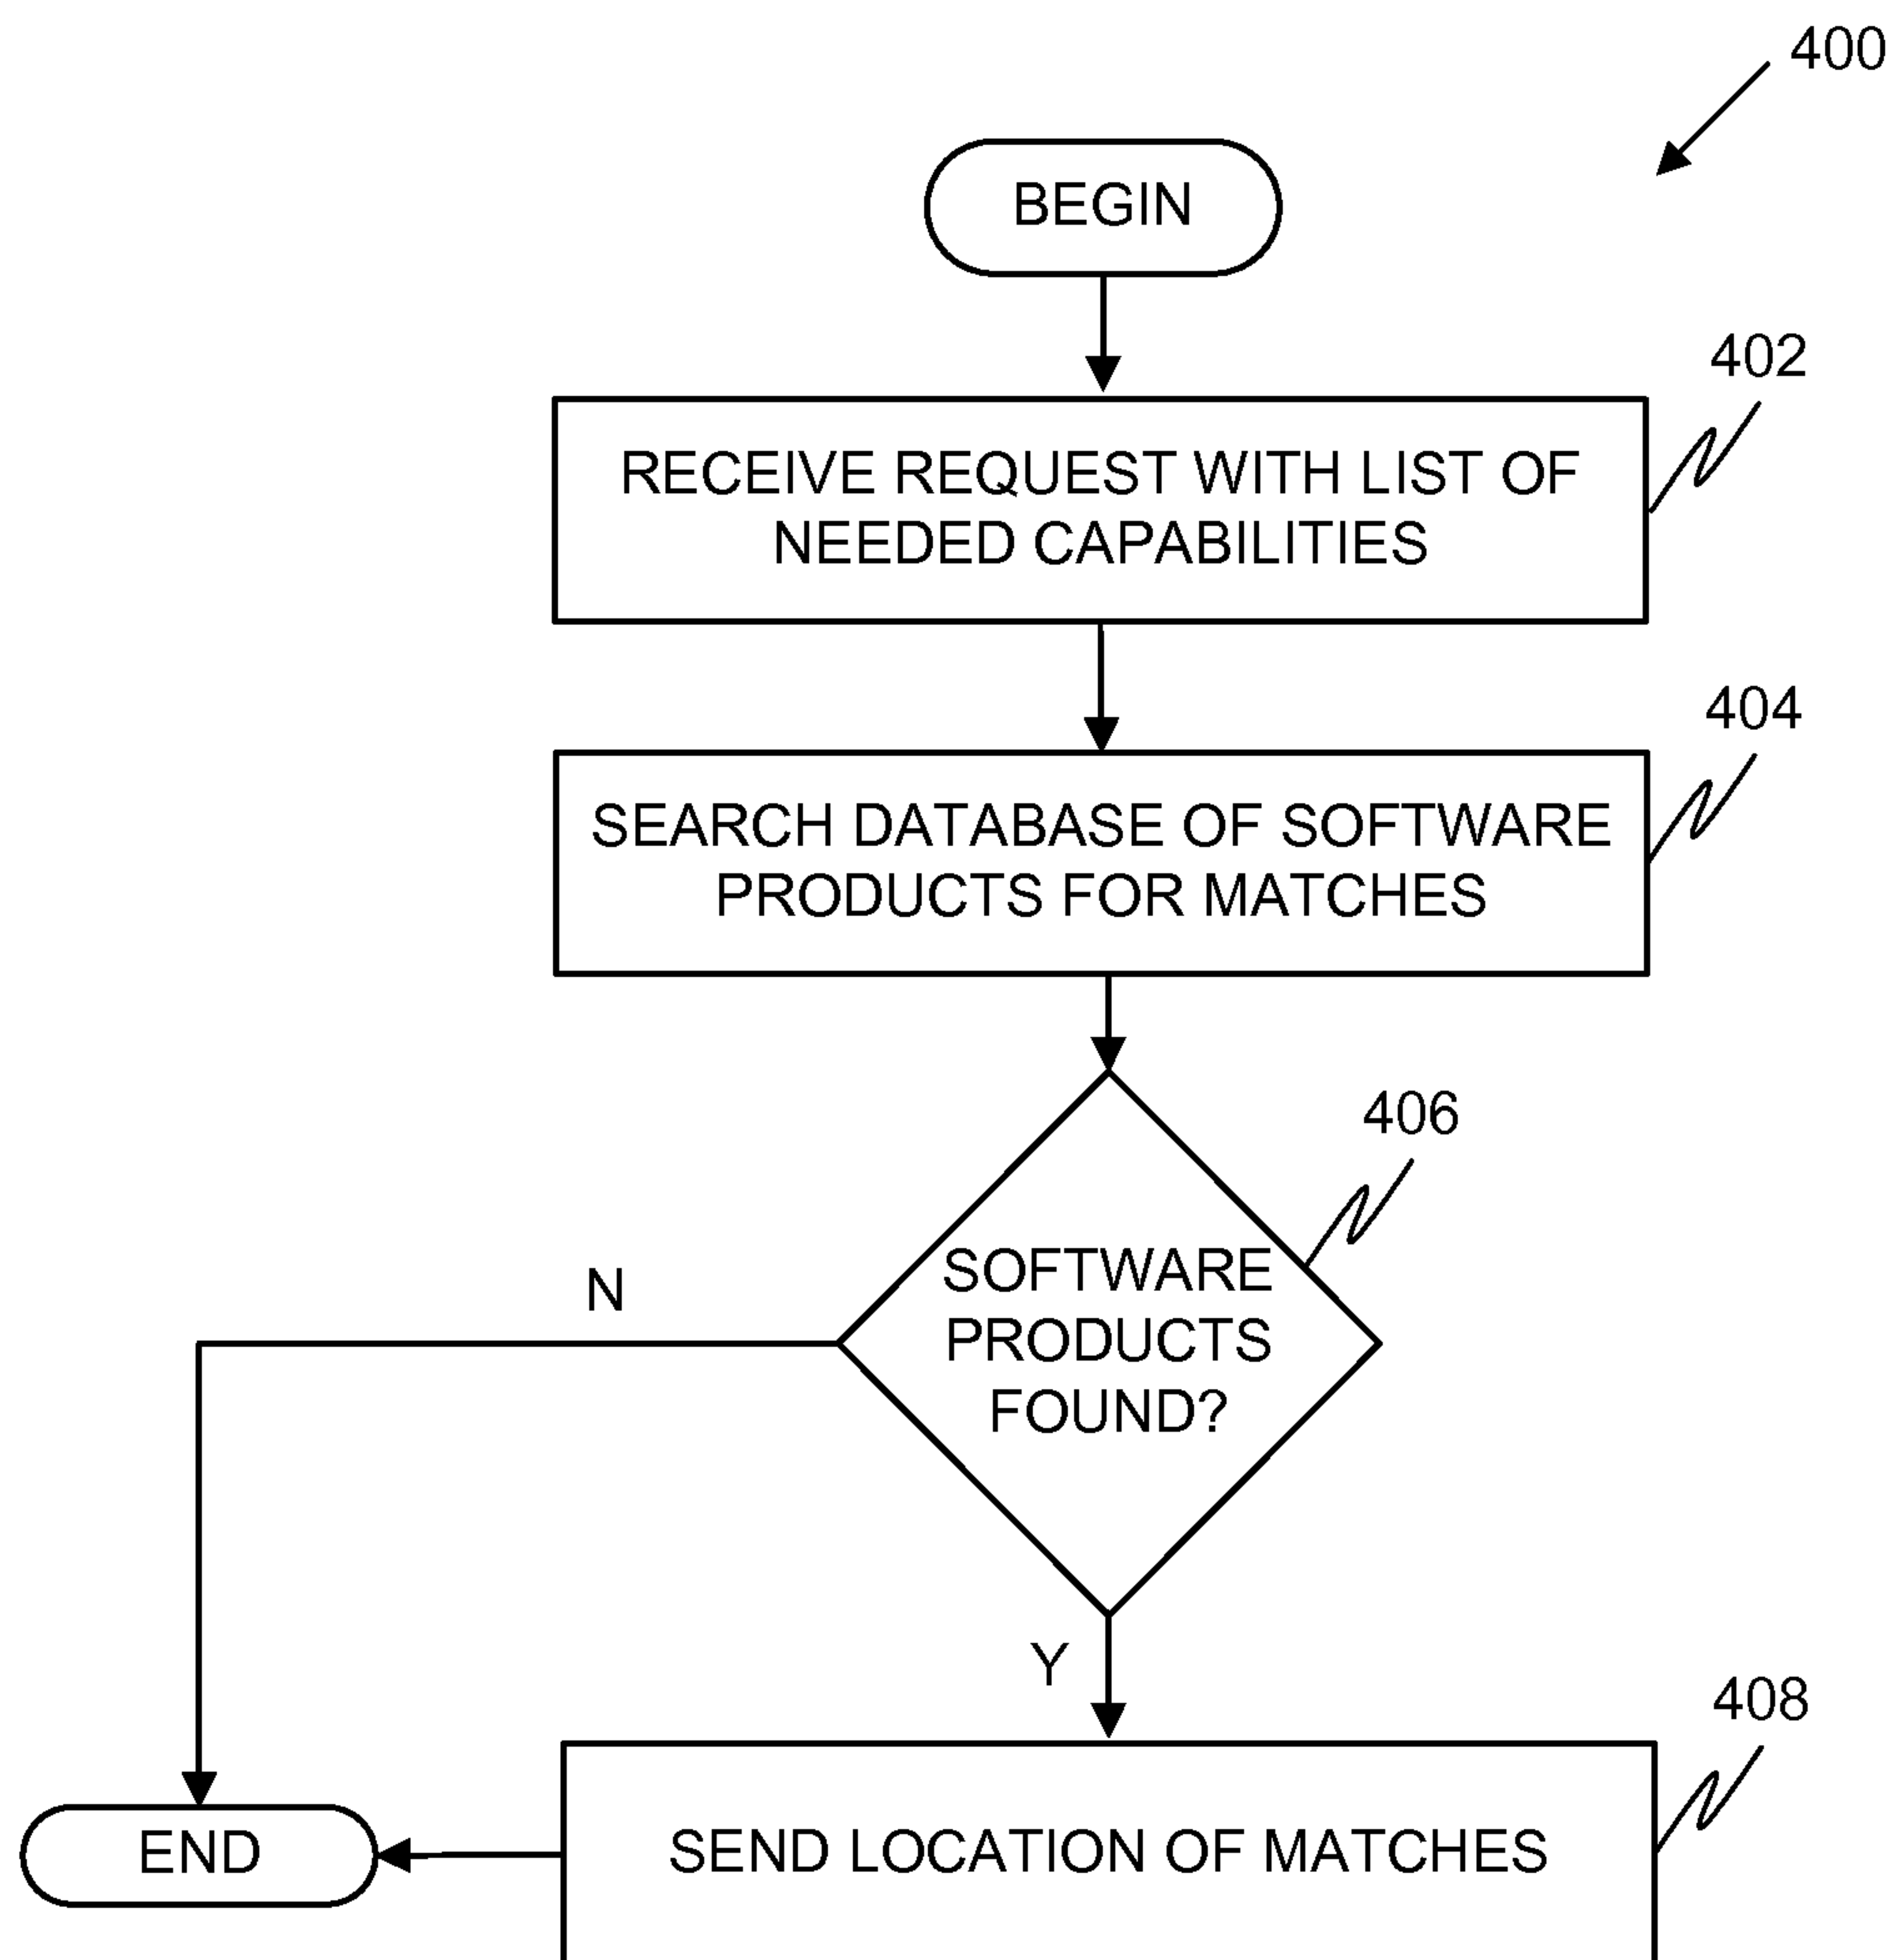 400
BEGIN
402
RECEIVE REQUEST WITH LIST OF
NEEDED CAPABILITIES
404
SEARCH DATABASE OF SOFTWARE
PRODUCTS FOR MATCHES
406
SOFTWARE
PRODUCTS
FOUND?
N
Y
408
SEND LOCATION OF MATCHES
END